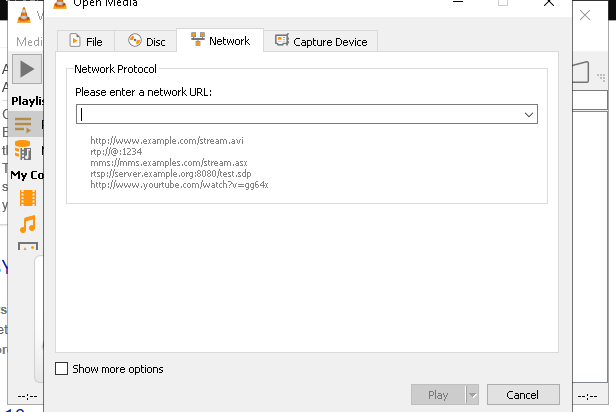 Open Media
Medi
File
Disc
Network
Capture Device
Network Protocol
Please enter a network URL:
http://www.example.com/stream.avi
rtp://@:1234
mms://mms.examples.com/stream.asx
rtsp://server.example.org:8080/test.sdp
http://www.yourtube.com/watch?v=gg64x
Playlis
My Co
Show more options
--:--
Play
Cancel
--:--